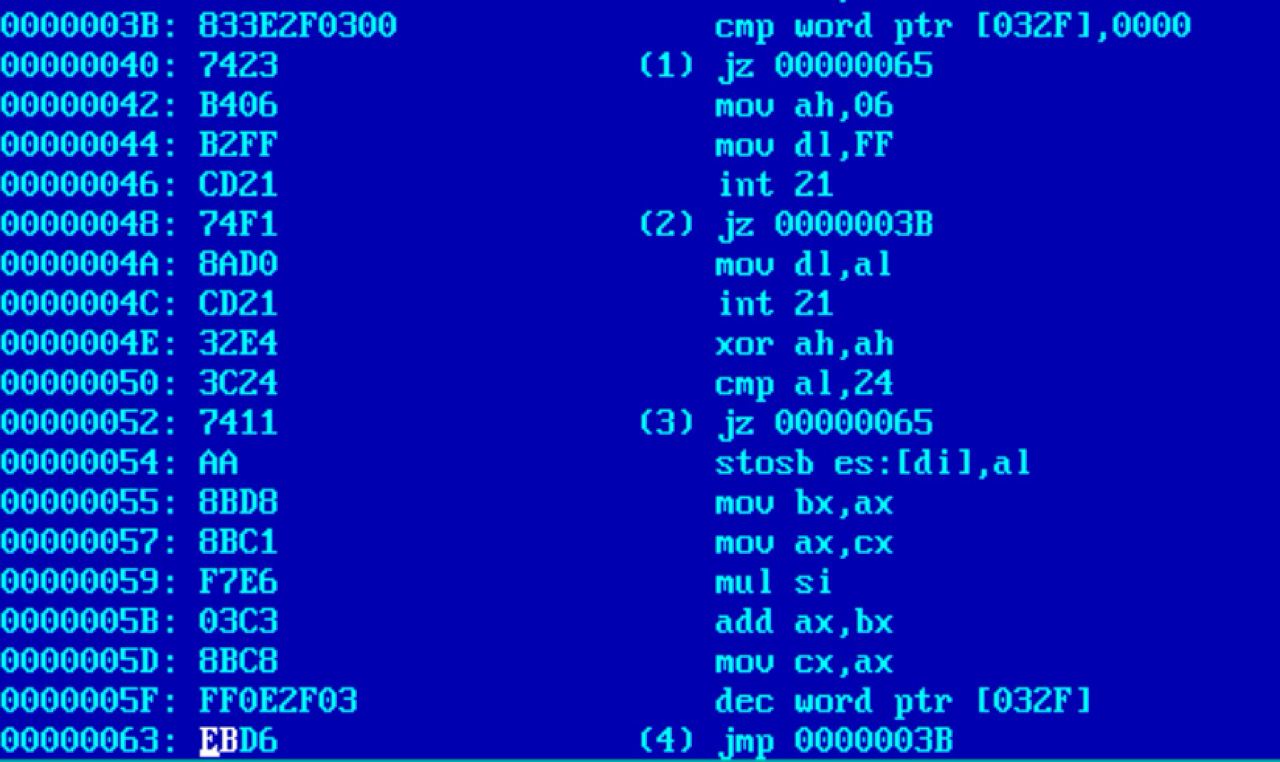 0000003B: 833E2F0300 cmp word ptr [032F],0000
00000040: 7423 (1) jz 00000065
00000042: B406 mov ah,06
00000044: B2FF mov dl,FF
00000046: CD21 int 21
00000048: 74F1 (2) jz 0000003B
0000004A: 8AD0 mov dl,al
0000004C: CD21 int 21
0000004E: 32E4 xor ah,ah
00000050: 3C24 cmp al,24
00000052: 7411 (3) jz 00000065
00000054: AA stosb es:[di],al
00000055: 8BD8 mov bx,ax
00000057: 8BC1 mov ax,cx
00000059: F7E6 mul si
0000005B: 03C3 add ax,bx
0000005D: 8BC8 mov cx,ax
0000005F: FF0E2F03 dec word ptr [032F]
00000063: EBD6 (4) jmp 0000003B